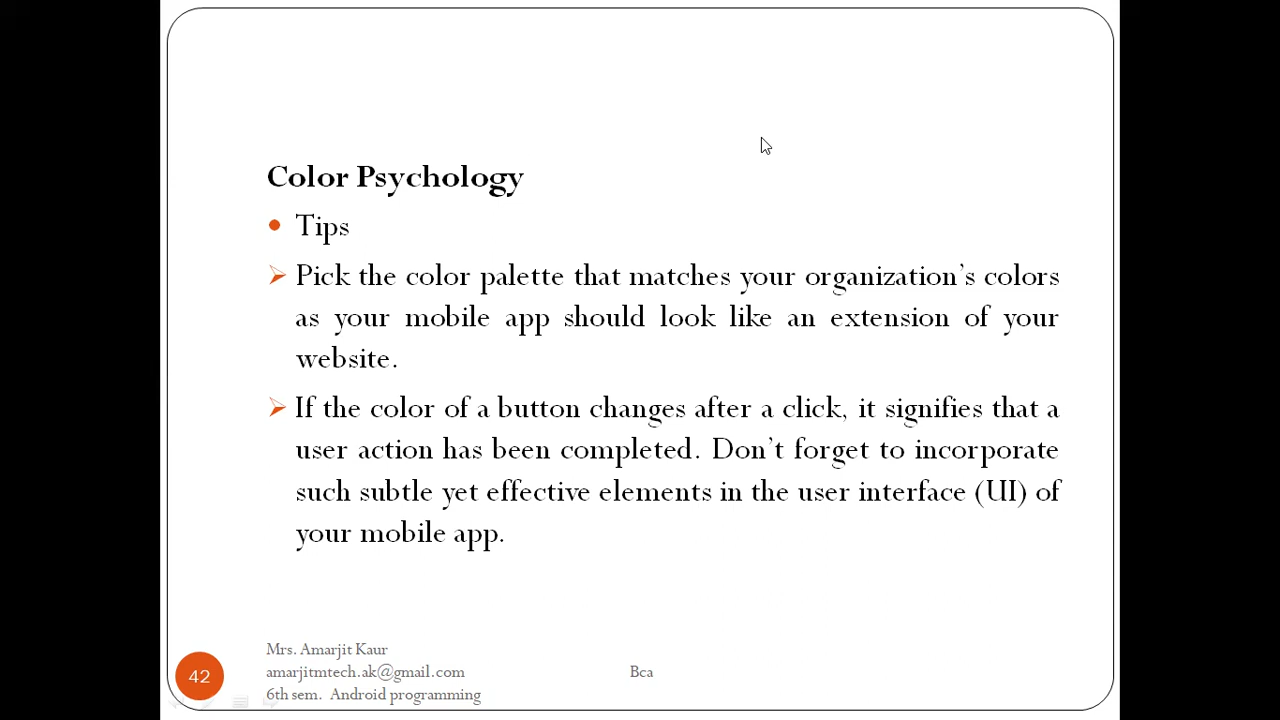 Color Psychology
Tips
Pick the color palette that matches your organization’s colors
as your mobile app should look like an extension of your
website.
If the color of a button changes after a click, it signifies that a
user action has been completed. Don’t forget to incorporate
such subtle yet effective elements in the user interface (UI) of
your mobile app.
Mrs. Amarjit Kaur
amarjitmtech.ak@gmail.com
6th sem.  Android programming
Bca
42